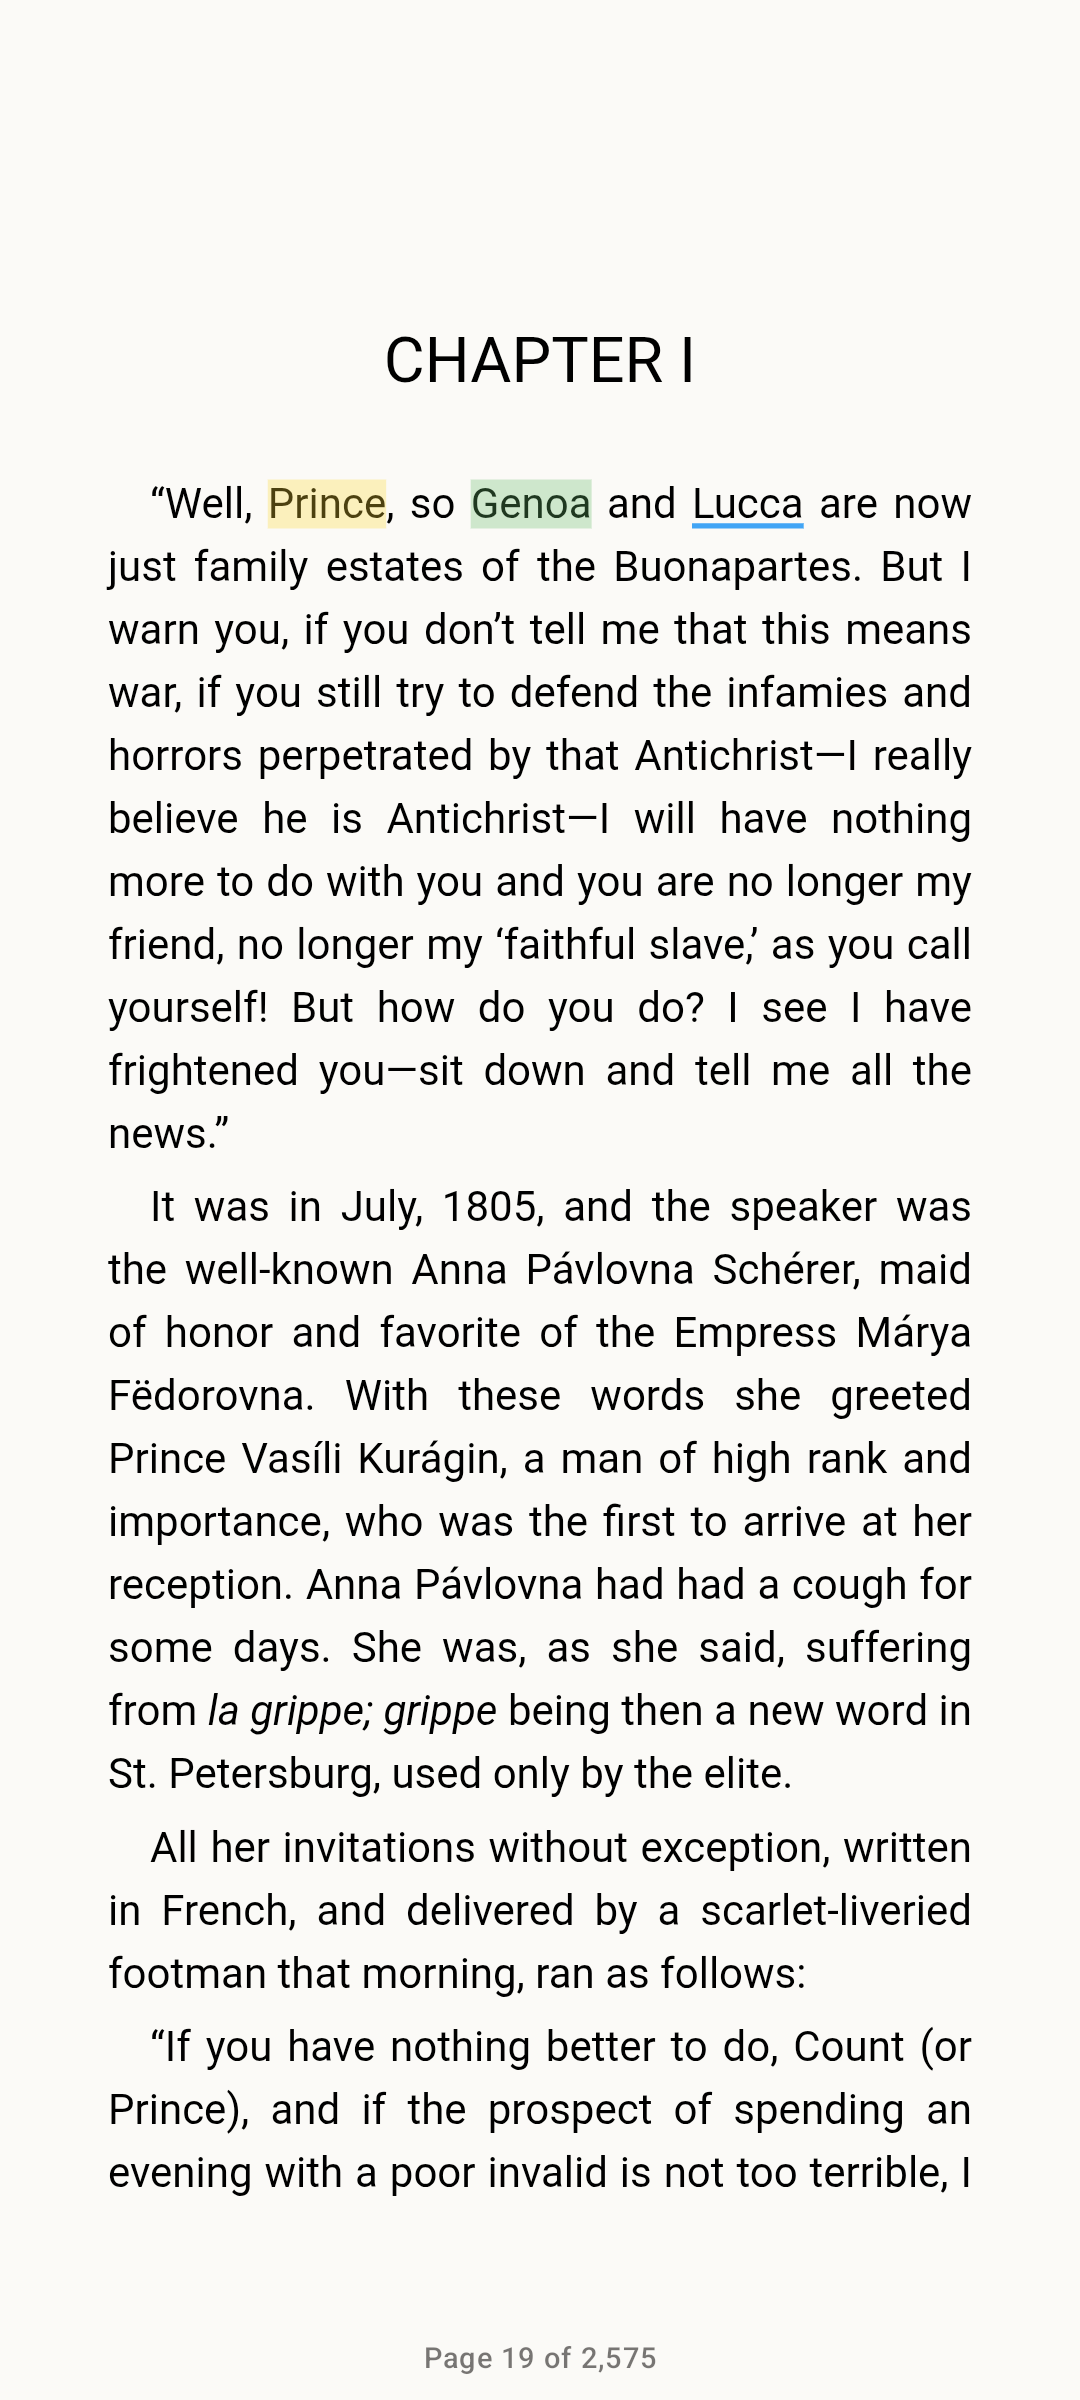 CHAPTER I
“Well, Prince, so Genoa and Lucca are now
just family estates of the Buonapartes. But I
warn you, if you don’t tell me that this means
war, if you still try to defend the infamies and
horrors perpetrated by that Antichrist—I really
believe he is Antichrist—I will have nothing
more to do with you and you are no longer my
friend, no longer my ‘faithful slave,’ as you call
yourself! But how do you do? I see I have
frightened you—sit down and tell me all the
news.”
It was in July, 1805, and the speaker was
the well-known Anna Pávlovna Schérer, maid
of honor and favorite of the Empress Márya
Fëdorovna. With these words she greeted
Prince Vasíli Kurágin, a man of high rank and
importance, who was the first to arrive at her
reception. Anna Pávlovna had had a cough for
some days. She was, as she said, suffering
from la grippe; grippe being then a new word in
St. Petersburg, used only by the elite.
All her invitations without exception, written
in French, and delivered by a scarlet-liveried
footman that morning, ran as follows:
“If you have nothing better to do, Count (or
Prince), and if the prospect of spending an
evening with a poor invalid is not too terrible, I
Page 19 of 2,575